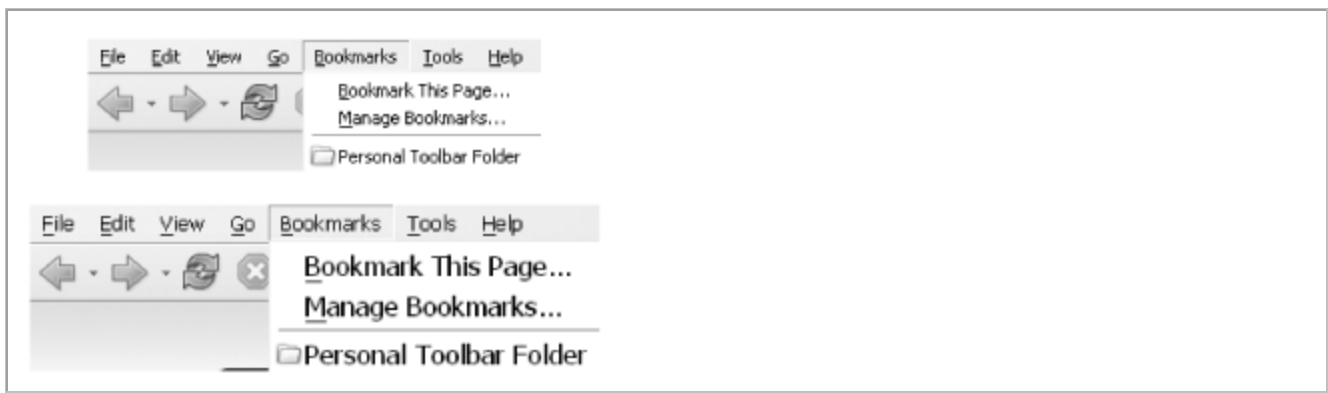 File Edit View Go Bookmarks Tools Help
Bookmark This Page...
Manage Bookmarks...
Personal Toolbar Folder
File Edit View Go Bookmarks Tools Help
Bookmark This Page...
Manage Bookmarks...
Personal Toolbar Folder